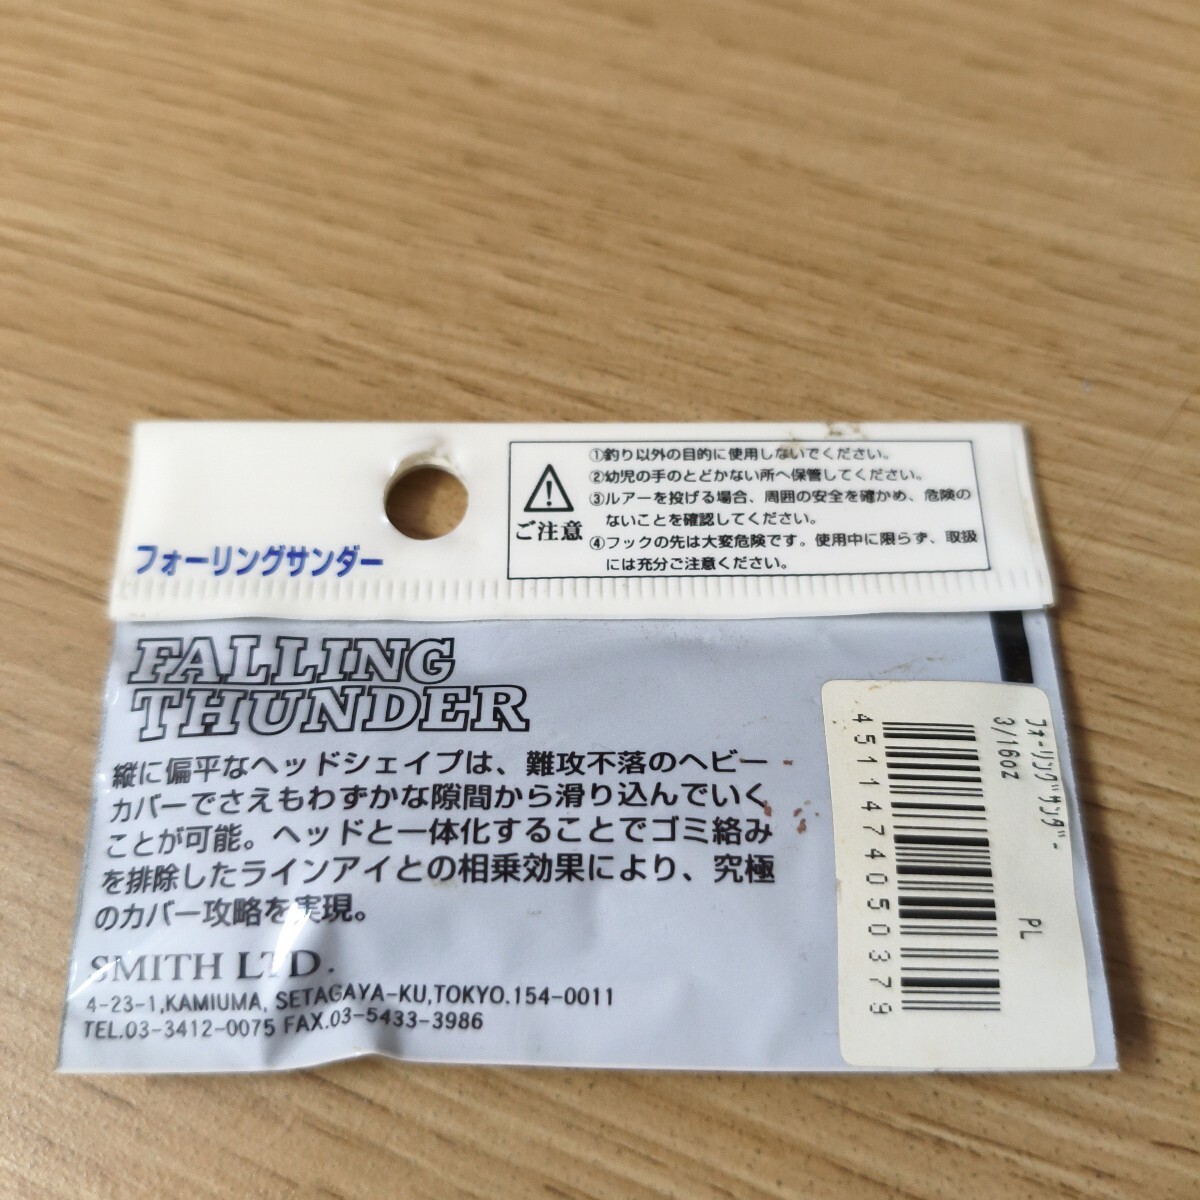 ①釣り以外の目的に使用しないでください。
②幼児の手のとどかない所へ保管してください。
③ルアーを投げる場合、周囲の安全を確かめ、危険の
ないことを確認してください。
④フックの先は大変危険です。使用中に限らず、取扱
には充分ご注意ください。
ご注意
フォーリングサンダー
FALLING
THUNDER
縦に偏平なヘッドシェイプは、難攻不落のヘビー
カバーでさえもわずかな隙間から滑り込んでいく
ことが可能。ヘッドと一体化することでゴミ絡み
を排除したラインアイとの相乗効果により、究極
のカバー攻略を実現。
SMITH LTD.
4-23-1,KAMIUMA, SETAGAYA-KU,TOKYO.154-0011
TEL.03-3412-0075 FAX.03-5433-3986
ﾌｫｰﾘﾝｸﾞｻﾝﾀﾞｰ
3/16oz PL
4511474050379